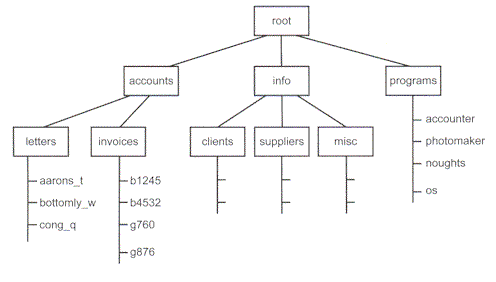 root
accounts
info
programs
letters
invoices
clients
suppliers
misc
aarons_t
bottomly_w
cong_q
b1245
b4532
g760
g876
accounter
photomaker
noughts
os